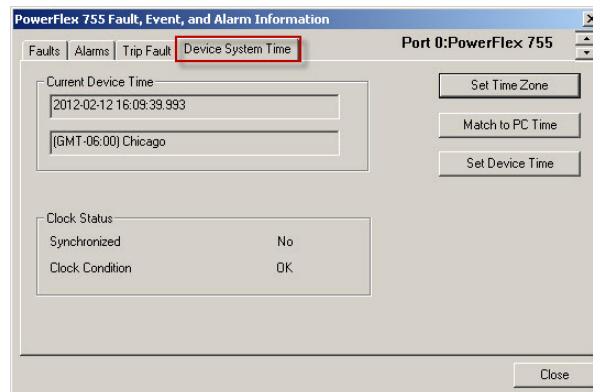 PowerFlex 755 Fault, Event, and Alarm Information
Faults Alarms Trip Fault Device System Time
Port 0:PowerFlex 755
Current Device Time
2012-02-12 16:09:39.993
(GMT-06:00) Chicago
Set Time Zone
Match to PC Time
Set Device Time
Clock Status
Synchronized No
Clock Condition OK
Close